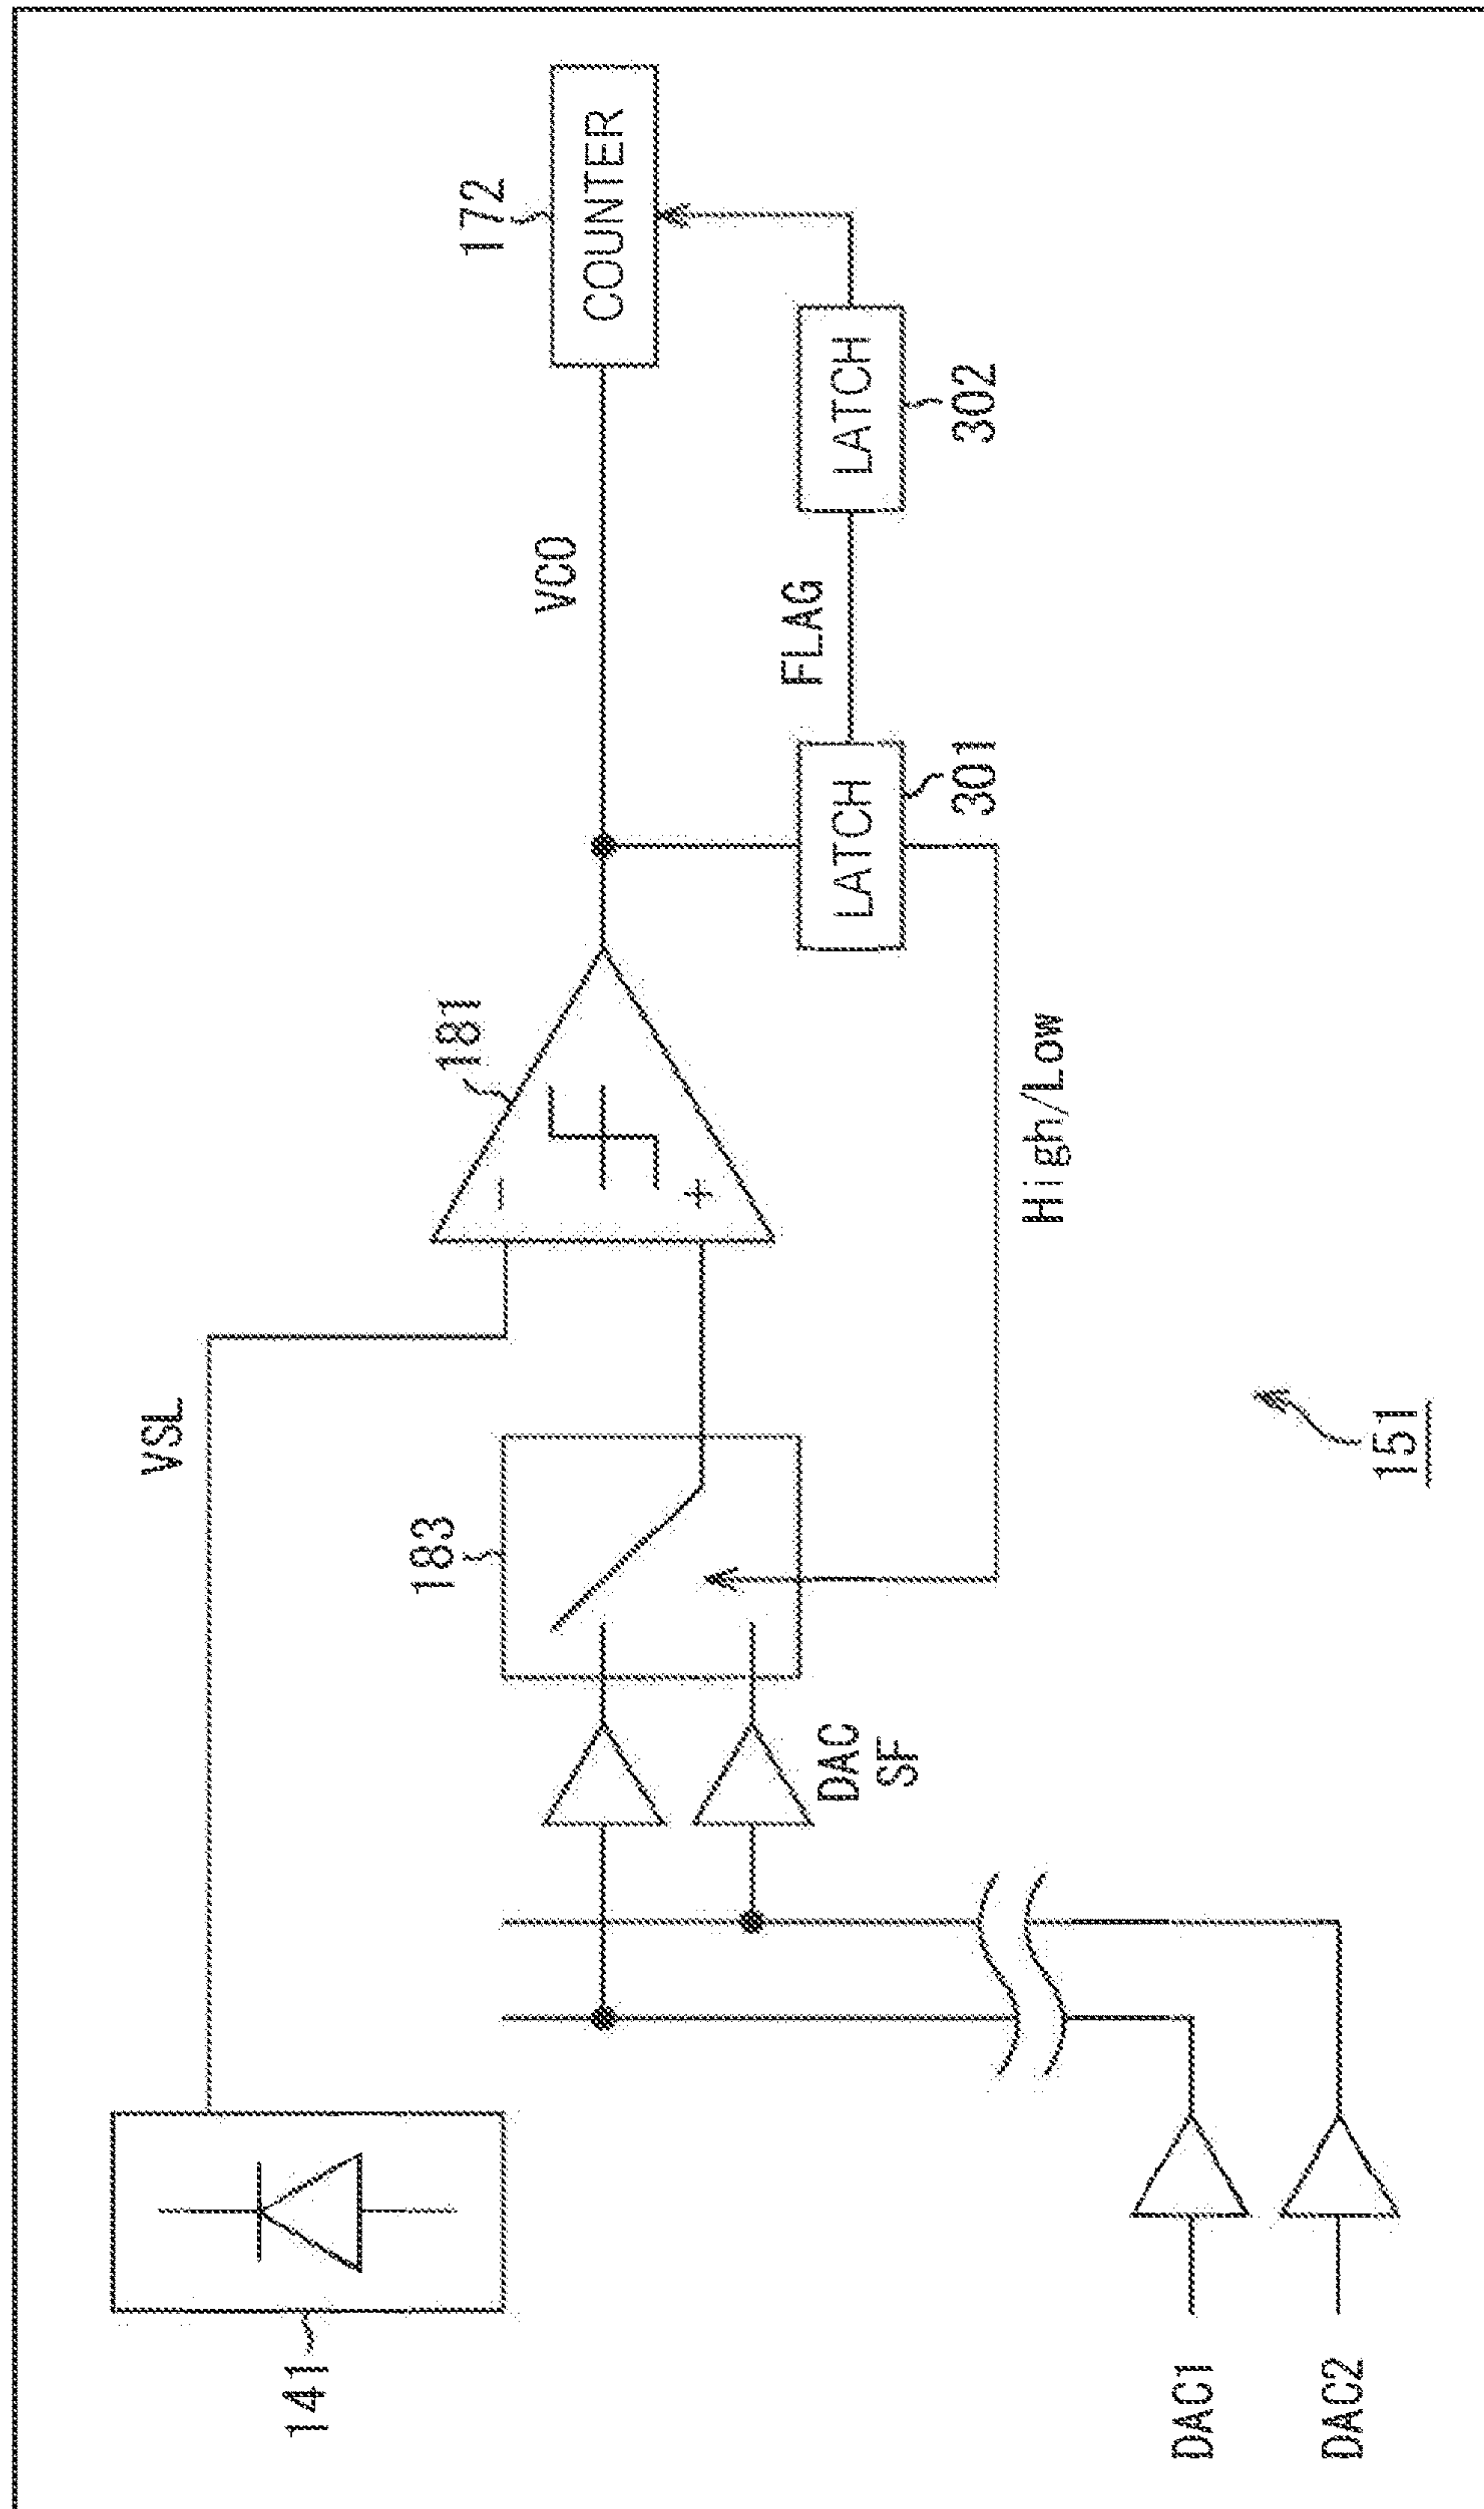 141
VSL
183
181
VCO
172
COUNTER
DAC
SF
LATCH
301
FLAG
LATCH
302
High/Low
DAC1
DAC2
151